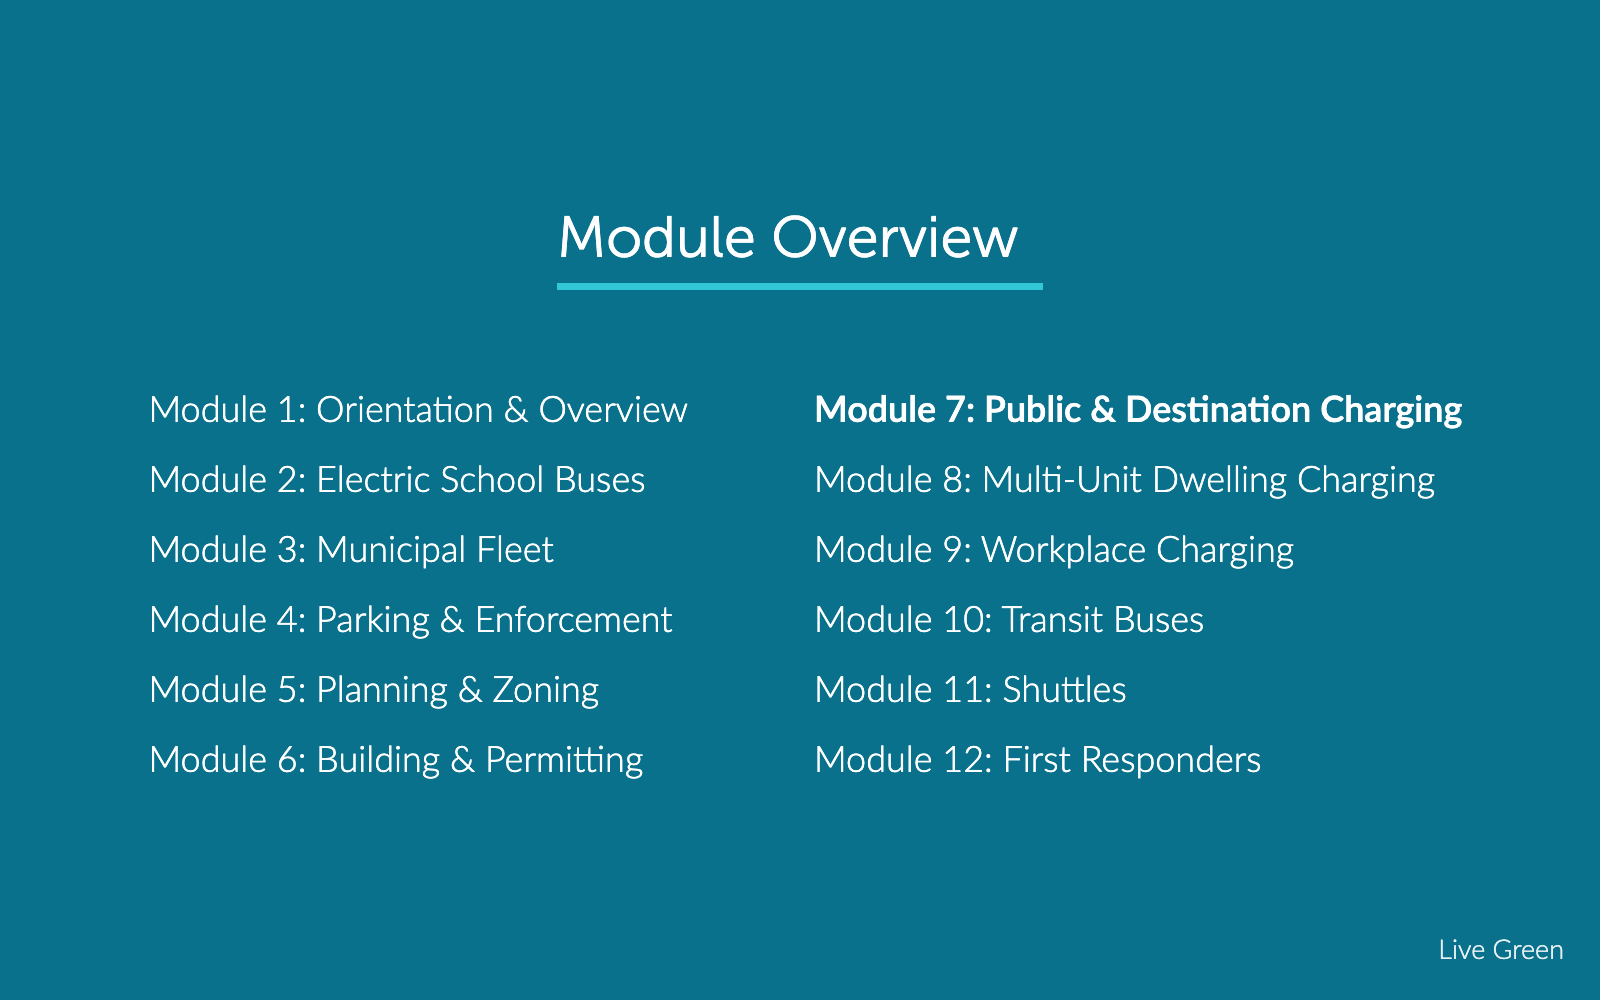 Module Overview
Module 1: Orientation & Overview
Module 2: Electric School Buses
Module 3: Municipal Fleet
Module 4: Parking & Enforcement
Module 5: Planning & Zoning
Module 6: Building & Permitting
Module 7: Public & Destination Charging
Module 8: Multi-Unit Dwelling Charging
Module 9: Workplace Charging
Module 10: Transit Buses
Module 11: Shuttles
Module 12: First Responders
Live Green